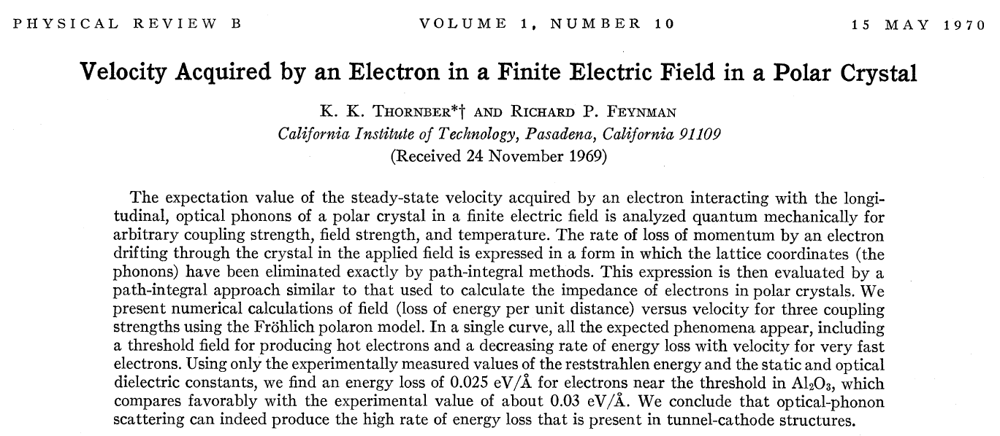 PHYSICAL REVIEW B VOLUME 1, NUMBER 10 15 MAY 1970
Velocity Acquired by an Electron in a Finite Electric Field in a Polar Crystal
K. K. THORNBER*† AND RICHARD P. FEYNMAN
California Institute of Technology, Pasadena, California 91109
(Received 24 November 1969)
The expectation value of the steady-state velocity acquired by an electron interacting with the longi-
tudinal, optical phonons of a polar crystal in a finite electric field is analyzed quantum mechanically for
arbitrary coupling strength, field strength, and temperature. The rate of loss of momentum by an electron
drifting through the crystal in the applied field is expressed in a form in which the lattice coordinates (the
phonons) have been eliminated exactly by path-integral methods. This expression is then evaluated by a
path-integral approach similar to that used to calculate the impedance of electrons in polar crystals. We
present numerical calculations of field (loss of energy per unit distance) versus velocity for three coupling
strengths using the Fröhlich polaron model. In a single curve, all the expected phenomena appear, including
a threshold field for producing hot electrons and a decreasing rate of energy loss with velocity for very fast
electrons. Using only the experimentally measured values of the reststrahlen energy and the static and optical
dielectric constants, we find an energy loss of 0.025 eV/Å for electrons near the threshold in Al₂O₃, which
compares favorably with the experimental value of about 0.03 eV/Å. We conclude that optical-phonon
scattering can indeed produce the high rate of energy loss that is present in tunnel-cathode structures.